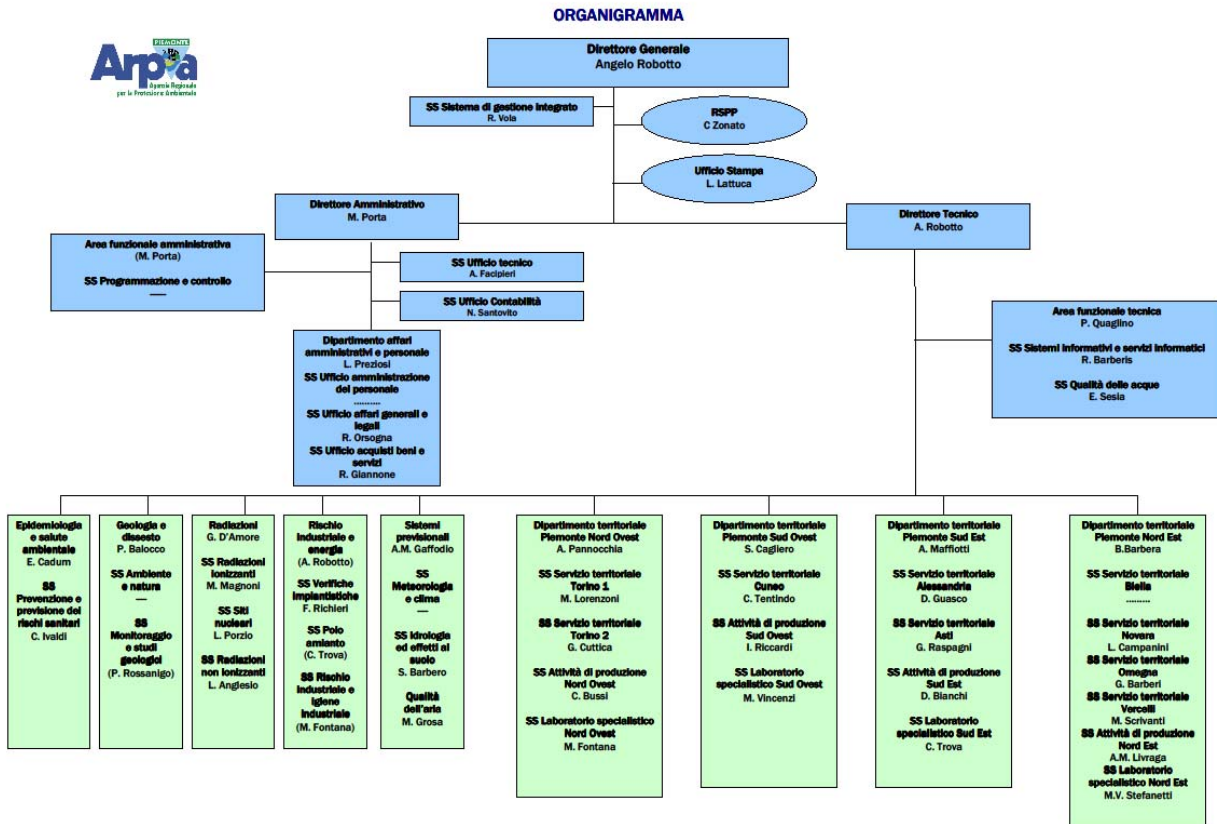 ORGANIGRAMMA
PIEMONTE
Arpa
Agenzia Regionale
per la Protezione Ambientale
Direttore Generale
Angelo Robotto
SS Sistema di gestione integrato
R. Vola
RSPP
C Zonato
Ufficio Stampa
L. Lattuca
Direttore Amministrativo
M. Porta
Direttore Tecnico
A. Robotto
Area funzionale amministrativa
(M. Porta)
SS Programmazione e controllo
-----
SS Ufficio tecnico
A. Facipieri
SS Ufficio Contabilità
N. Santovito
Dipartimento affari
amministrativi e personale
L. Preziosi
SS Ufficio amministrazione
del personale
..........
SS Ufficio affari generali e
legali
R. Orsogna
SS Ufficio acquisti beni e
servizi
R. Giannone
Area funzionale tecnica
P. Quaglino
SS Sistemi informativi e servizi informatici
R. Barberis
SS Qualità delle acque
E. Sesia
Epidemiologia
e salute
ambientale
E. Cadum
SS
Prevenzione e
previsione dei
rischi sanitari
C. Ivaldi
Geologia e
dissesto
P. Balocco
SS Ambiente
e natura
---
SS
Monitoraggio
e studi
geologici
(P. Rossanigo)
Radiazioni
G. D'Amore
SS Radiazioni
ionizzanti
M. Magnoni
SS Siti
nucleari
L. Porzio
SS Radiazioni
non ionizzanti
L. Anglesio
Rischio
industriale e
energia
(A. Robotto)
SS Verifiche
impiantistiche
F. Richieri
SS Polo
amianto
(C. Trova)
SS Rischio
industriale e
igiene
industriale
(M. Fontana)
Sistemi
previsionali
A.M. Gaffodio
SS
Meteorologia
e clima
---
SS Idrologia
ed effetti al
suolo
S. Barbero
Qualità
dell'aria
M. Grosa
Dipartimento territoriale
Piemonte Nord Ovest
A. Pannocchia
SS Servizio territoriale
Torino 1
M. Lorenzoni
SS Servizio territoriale
Torino 2
G. Cuttica
SS Attività di produzione
Nord Ovest
C. Bussi
SS Laboratorio specialistico
Nord Ovest
M. Fontana
Dipartimento territoriale
Piemonte Sud Ovest
S. Cagliero
SS Servizio territoriale
Cuneo
C. Tentindo
SS Attività di produzione
Sud Ovest
I. Riccardi
SS Laboratorio
specialistico Sud Ovest
M. Vincenzi
Dipartimento territoriale
Piemonte Sud Est
A. Maffiotti
SS Servizio territoriale
Alessandria
D. Guasco
SS Servizio territoriale
Asti
G. Raspagni
SS Attività di produzione
Sud Est
D. Bianchi
SS Laboratorio
specialistico Sud Est
C. Trova
Dipartimento territoriale
Piemonte Nord Est
B.Barbera
SS Servizio territoriale
Biella
.........
SS Servizio territoriale
Novara
L. Campanini
SS Servizio territoriale
Omegna
G. Barberi
SS Servizio territoriale
Vercelli
M. Scrivanti
SS Attività di produzione
Nord Est
A.M. Livraga
SS Laboratorio
specialistico Nord Est
M.V. Stefanetti